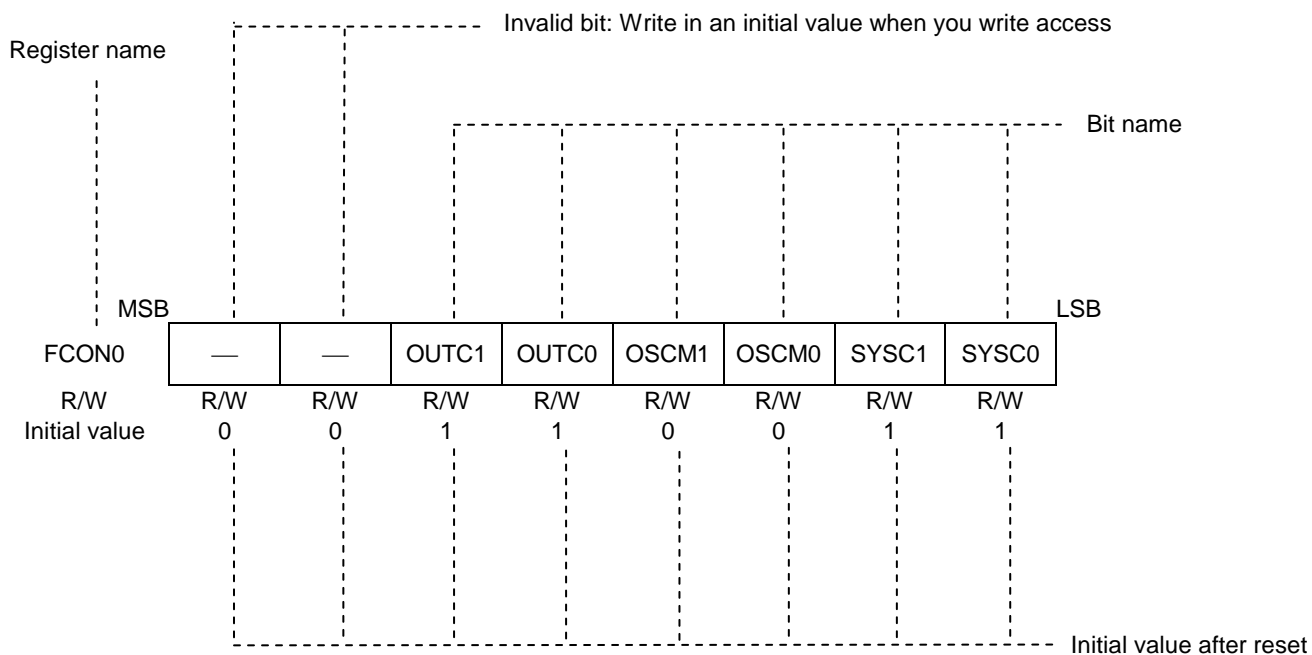 Invalid bit: Write in an initial value when you write access
Register name
Bit name
MSB LSB
FCON0 — — OUTC1 OUTC0 OSCM1 OSCM0 SYSC1 SYSC0
R/W R/W R/W R/W R/W R/W R/W R/W R/W
Initial value 0 0 1 1 0 0 1 1
Initial value after reset